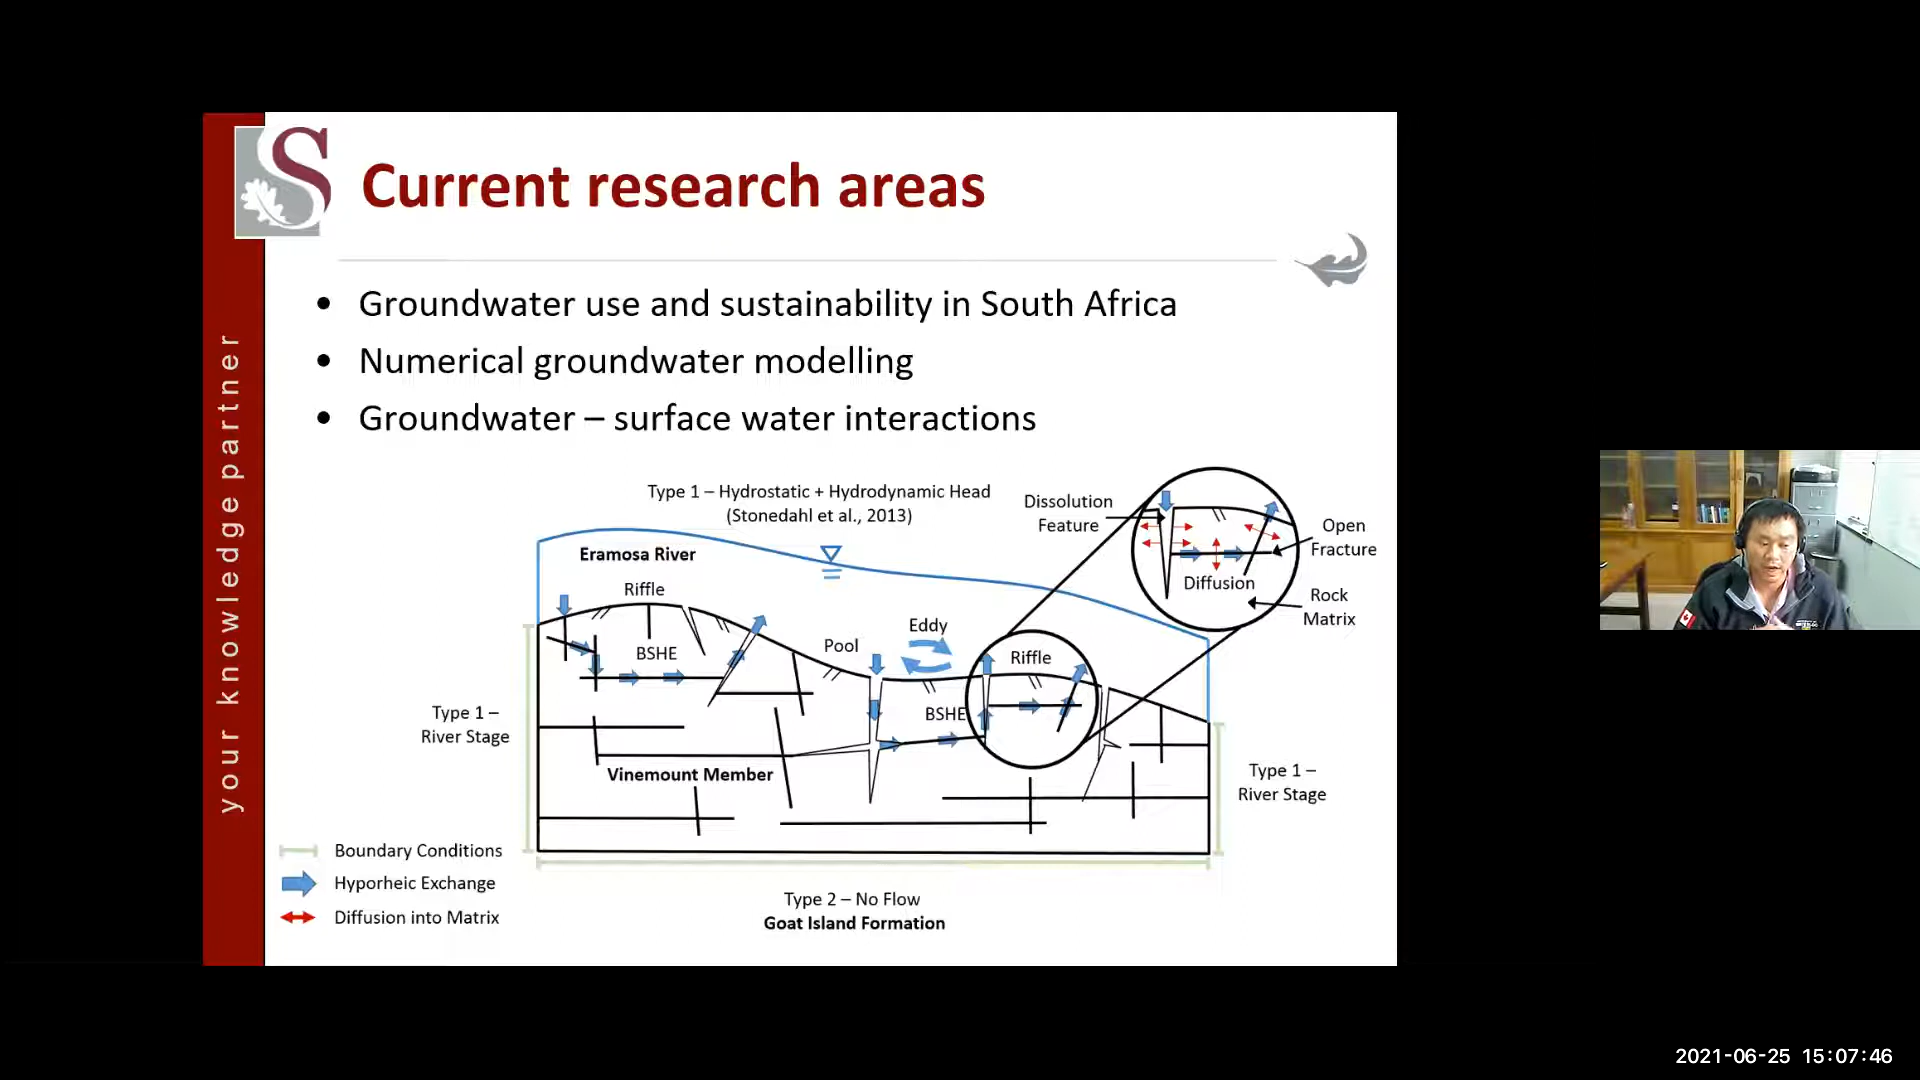 S
Current research areas
your knowledge partner
• Groundwater use and sustainability in South Africa
• Numerical groundwater modelling
• Groundwater – surface water interactions
Type 1 – Hydrostatic + Hydrodynamic Head
(Stonedahl et al., 2013)
Dissolution
Feature
Open
Fracture
Diffusion
Rock
Matrix
Eramosa River
Riffle
BSHE
Pool
Eddy
Riffle
BSHE
Type 1 –
River Stage
Vinemount Member
Type 1 –
River Stage
Boundary Conditions
Hyporheic Exchange
Diffusion into Matrix
Type 2 – No Flow
Goat Island Formation
2021-06-25 15:07:46